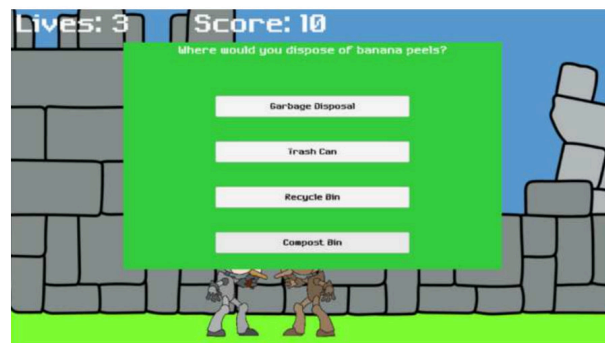 Lives: 3 Score: 10
Where would you dispose of banana peels?
Garbage Disposal
Trash Can
Recycle Bin
Compost Bin